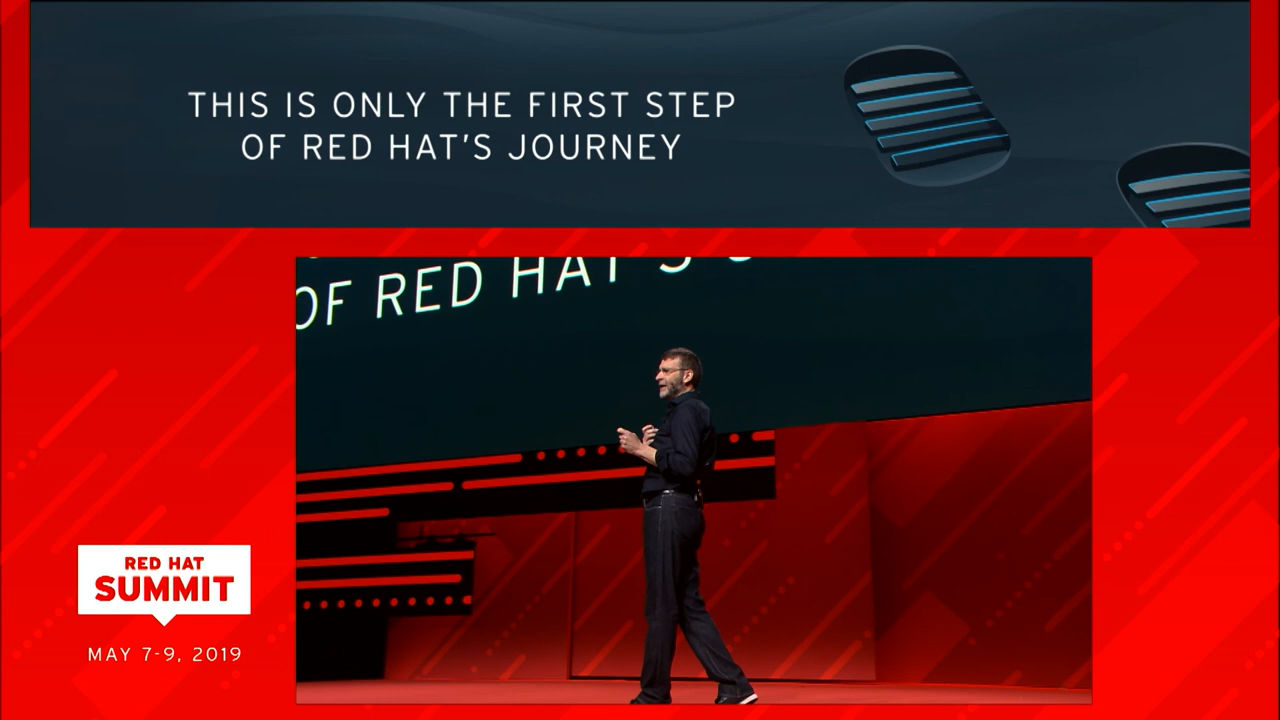 THIS IS ONLY THE FIRST STEP
OF RED HAT'S JOURNEY
OF RED HAT'S
RED HAT
SUMMIT
MAY 7-9, 2019